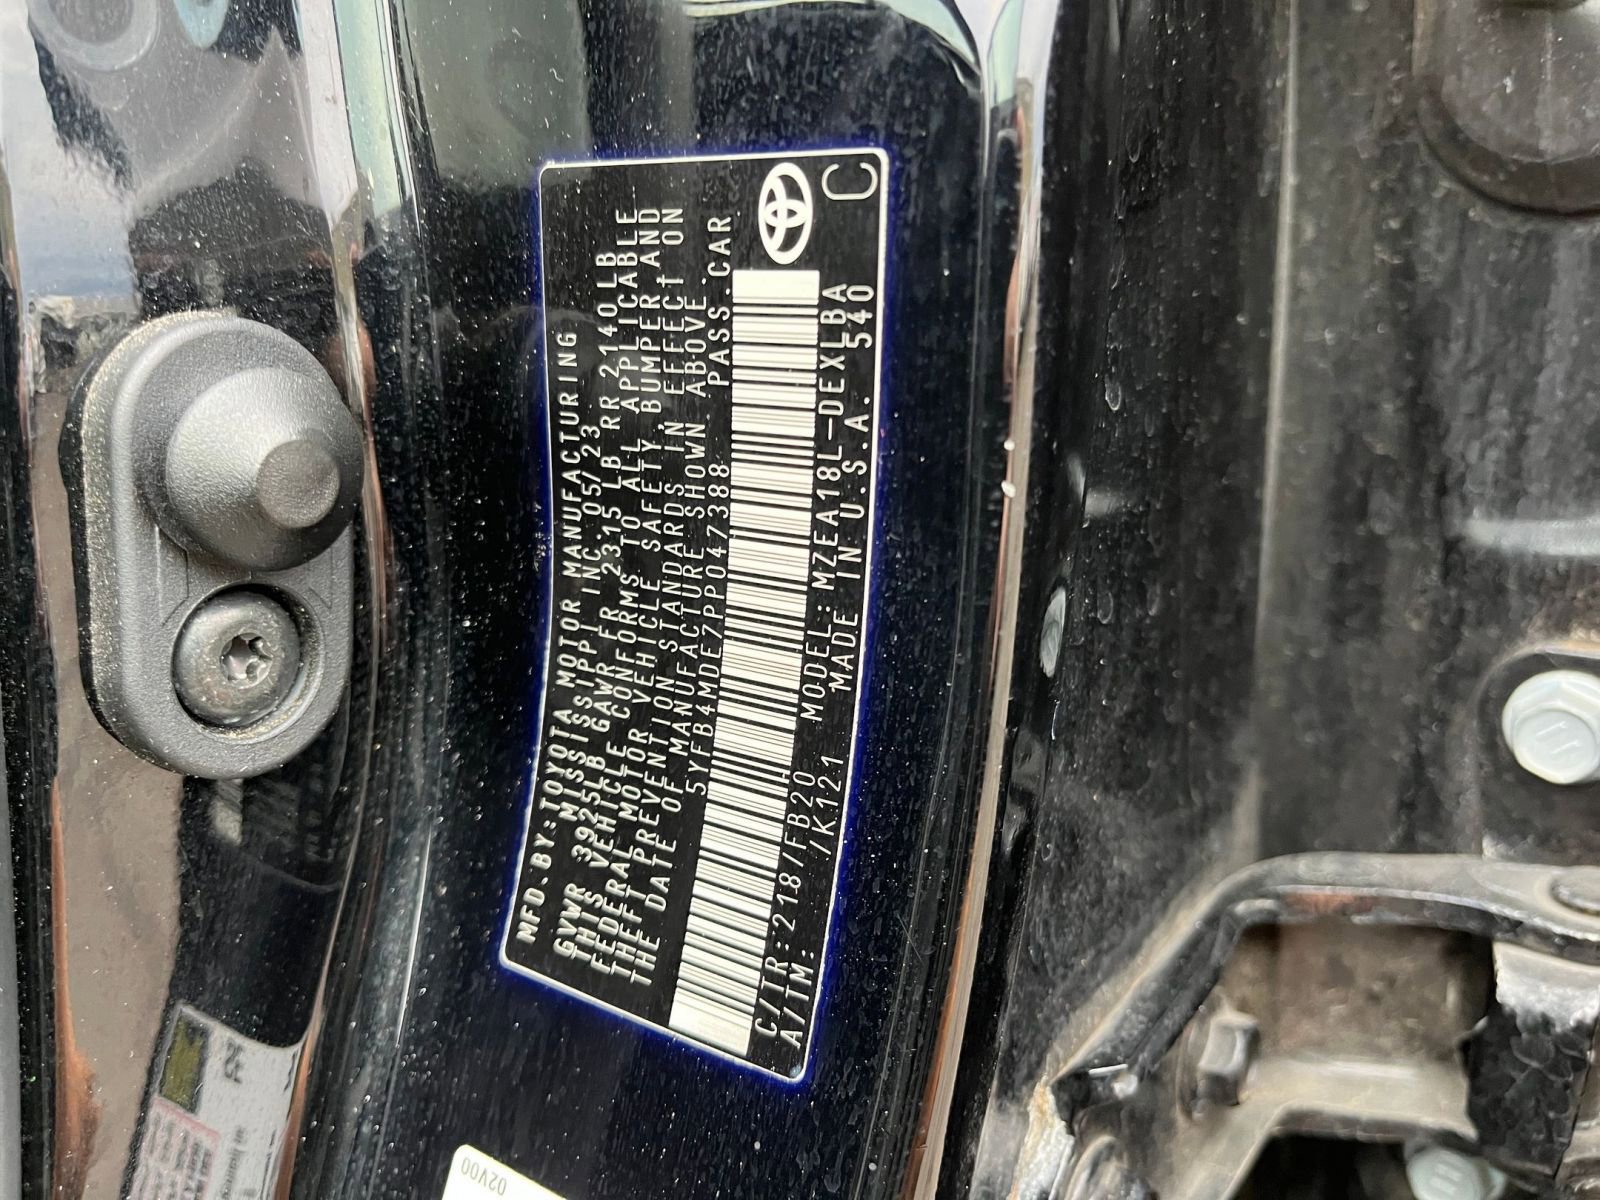 MFD.BY:TOYOTA MOTOR MANUFACTURING
MISSISSIPPI INC. 05/23
GVWR 3925LB GAWR FR 2315 LB RR 2140LB
THIS VEHICLE CONFORMS TO ALL APPLICABLE
FEDERAL MOTOR VEHICLE SAFETY, BUMPER AND
THEFT PREVENTION STANDARDS IN EFFECT ON
THE DATE OF MANUFACTURE SHOWN ABOVE.
5YFB4MDE7PP047388 PASS.CAR
C/TR:218/FB20 MODEL:MZEA18L-DEXLBA
A/TM: /K121 MADE IN U.S.A. 540
C
02V00